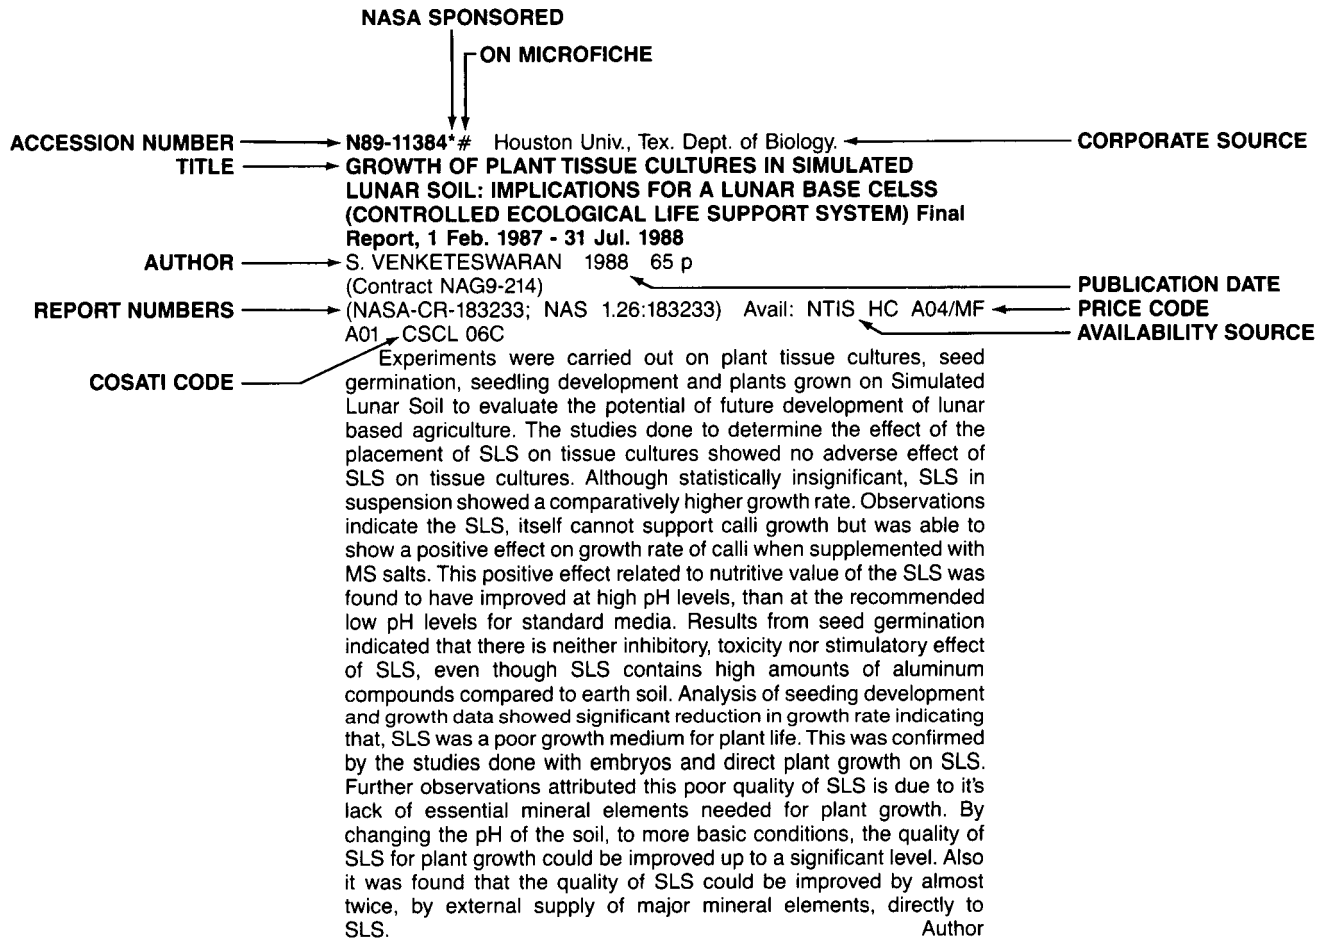 NASA SPONSORED
ON MICROFICHE
ACCESSION NUMBER N89-11384*# Houston Univ., Tex. Dept. of Biology. CORPORATE SOURCE
TITLE GROWTH OF PLANT TISSUE CULTURES IN SIMULATED
LUNAR SOIL: IMPLICATIONS FOR A LUNAR BASE CELSS
(CONTROLLED ECOLOGICAL LIFE SUPPORT SYSTEM) Final
Report, 1 Feb. 1987 - 31 Jul. 1988
AUTHOR S. VENKETESWARAN 1988 65 p
(Contract NAG9-214) PUBLICATION DATE
REPORT NUMBERS (NASA-CR-183233; NAS 1.26:183233) Avail: NTIS HC A04/MF PRICE CODE
A01 CSCL 06C AVAILABILITY SOURCE
Experiments were carried out on plant tissue cultures, seed
COSATI CODE germination, seedling development and plants grown on Simulated
Lunar Soil to evaluate the potential of future development of lunar
based agriculture. The studies done to determine the effect of the
placement of SLS on tissue cultures showed no adverse effect of
SLS on tissue cultures. Although statistically insignificant, SLS in
suspension showed a comparatively higher growth rate. Observations
indicate the SLS, itself cannot support calli growth but was able to
show a positive effect on growth rate of calli when supplemented with
MS salts. This positive effect related to nutritive value of the SLS was
found to have improved at high pH levels, than at the recommended
low pH levels for standard media. Results from seed germination
indicated that there is neither inhibitory, toxicity nor stimulatory effect
of SLS, even though SLS contains high amounts of aluminum
compounds compared to earth soil. Analysis of seeding development
and growth data showed significant reduction in growth rate indicating
that, SLS was a poor growth medium for plant life. This was confirmed
by the studies done with embryos and direct plant growth on SLS.
Further observations attributed this poor quality of SLS is due to it's
lack of essential mineral elements needed for plant growth. By
changing the pH of the soil, to more basic conditions, the quality of
SLS for plant growth could be improved up to a significant level. Also
it was found that the quality of SLS could be improved by almost
twice, by external supply of major mineral elements, directly to
SLS. Author